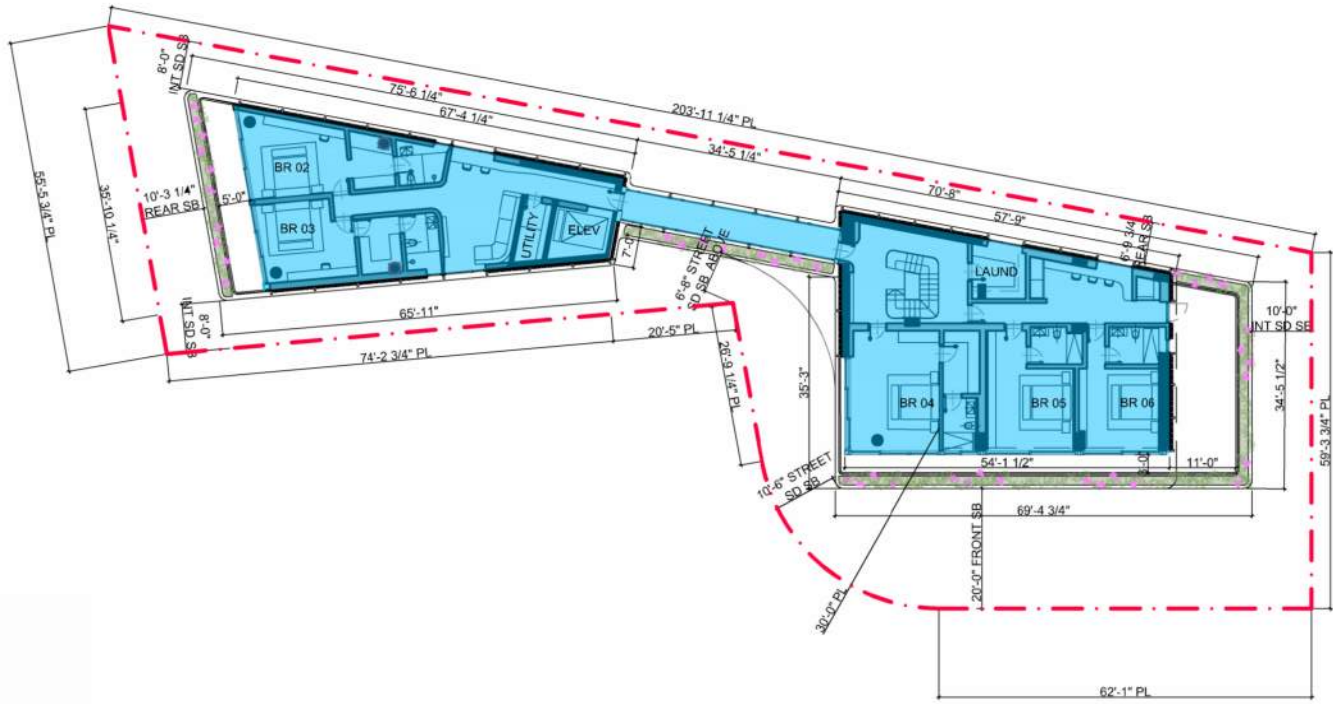 8'-0"
INT SD SB
75'-6 1/4"
67'-4 1/4"
203'-11 1/4" PL
34'-5 1/4"
70'-8"
57'-9"
55'-5 3/4" PL
35'-10 1/4"
10'-3 1/4"
REAR SB
5'-0"
BR 02
BR 03
UTILITY
ELEV
7'-0"
6'-8" STREET
SD SB ABOVE
LAUND
6'-9 3/4"
REAR SB
10'-0"
INT SD SB
INT SD SB
8'-0"
65'-11"
20'-5" PL
74'-2 3/4" PL
26'-9 1/4" PL
35'-3"
BR 04
BR 05
BR 06
34'-5 1/2"
59'-3 3/4" PL
10'-6" STREET
SD SB
54'-1 1/2"
11'-0"
69'-4 3/4"
20'-0" FRONT SB
30'-0" PL
62'-1" PL